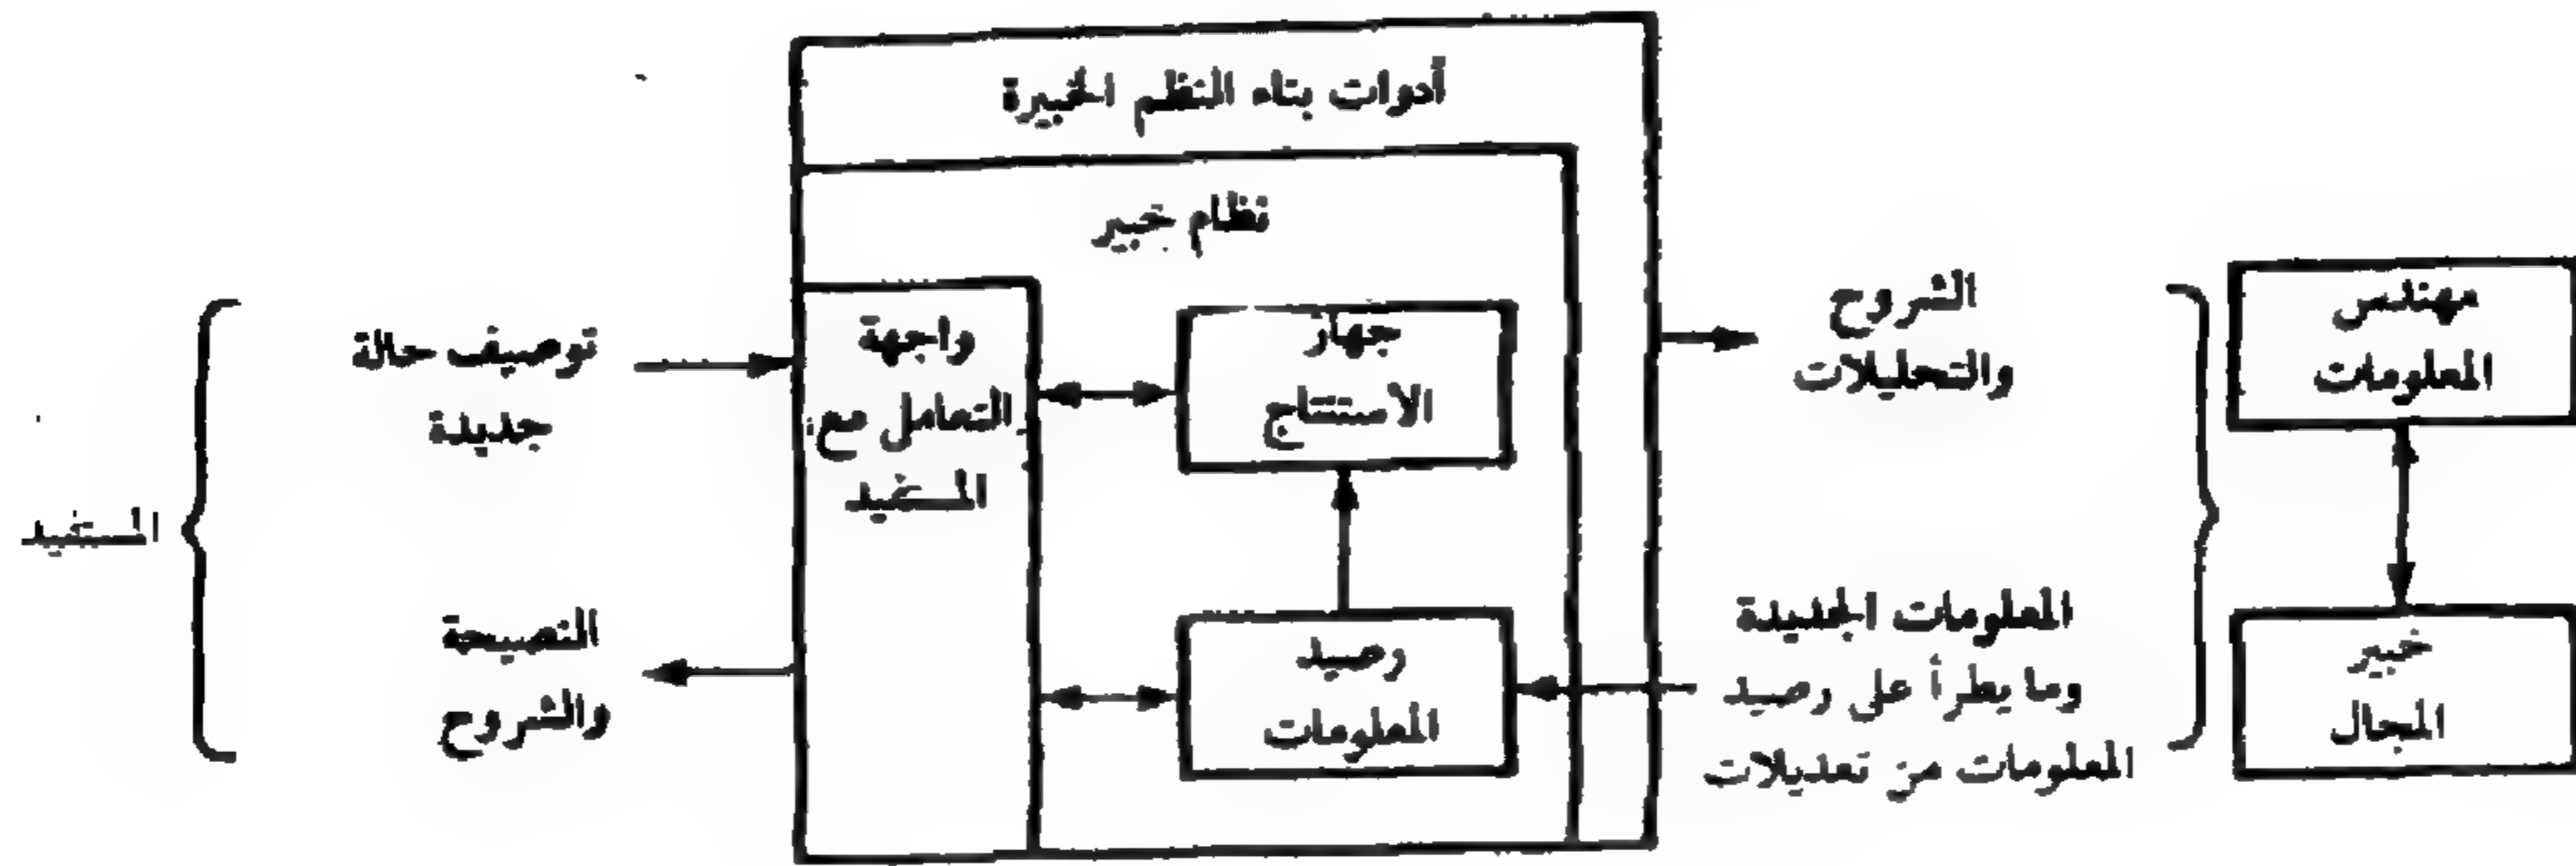 أدوات بناء النظم الخبيرة
نظام خبير
مهندس
المعلومات
خبير
المجال
الشروح
والتحليلات
المعلومات الجديدة
وما يطرأ على رصيد
المعلومات من تعديلات
جهاز
الاستنتاج
رصيد
المعلومات
واجهة
التعامل مع
المستفيد
توصيف حالة
جديدة
النصيحة
والشروح
المستفيد